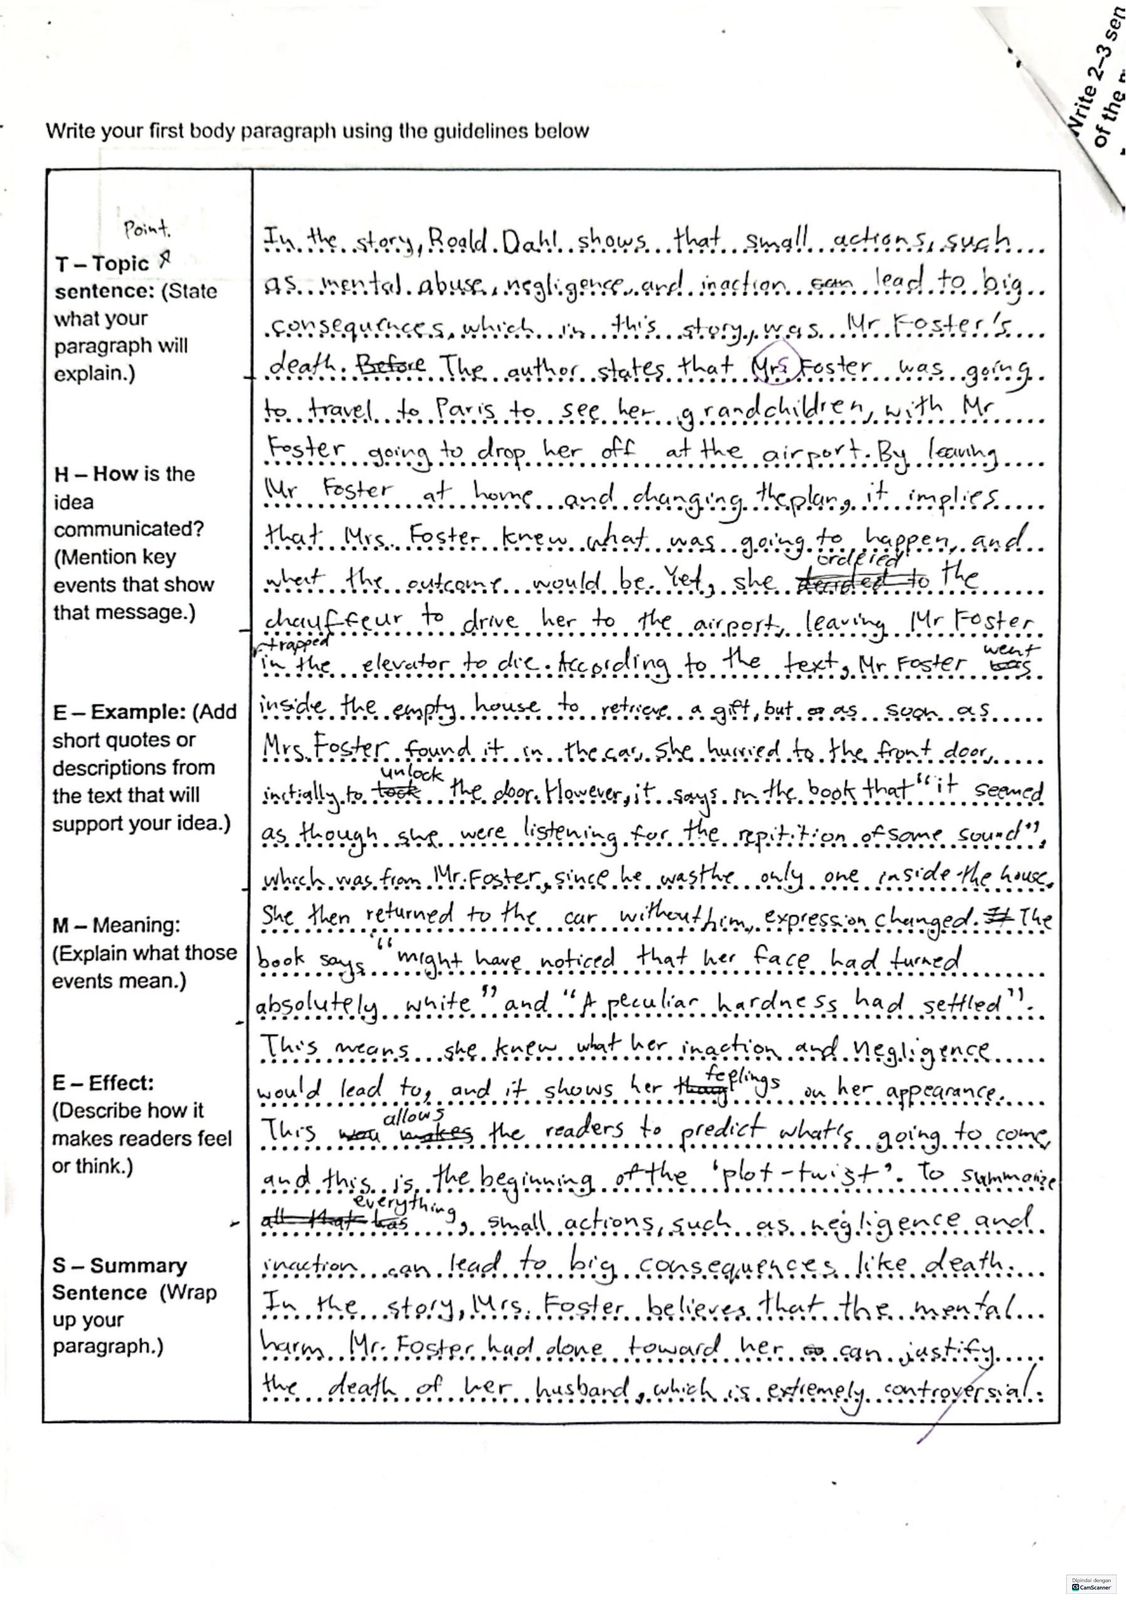 Write 2–3 sen
of the
Write your first body paragraph using the guidelines below
Point.
T – Topic
sentence: (State
what your
paragraph will
explain.)
H – How is the
idea
communicated?
(Mention key
events that show
that message.)
E – Example: (Add
short quotes or
descriptions from
the text that will
support your idea.)
M – Meaning:
(Explain what those
events mean.)
E – Effect:
(Describe how it
makes readers feel
or think.)
S – Summary
Sentence (Wrap
up your
paragraph.)
In the story, Roald Dahl shows that small actions, such
as mental abuse, negligence, and inaction can lead to big
consequences, which in this story, was Mr. Foster's
death. Before The author states that Mrs Foster was going
to travel to Paris to see her grandchildren, with Mr
Foster going to drop her off at the airport. By leaving
Mr Foster at home and changing the plan, it implies
that Mrs. Foster knew what was going to happen, and
what the outcome would be. Yet, she decided to ordered the
chauffeur to drive her to the airport, leaving Mr Foster
trapped in the elevator to die. According to the text, Mr Foster was went
inside the empty house to retrieve a gift, but as soon as
Mrs. Foster found it in the car, she hurried to the front door,
initially to lock unlock the door. However, it says in the book that "it seemed
as though she were listening for the repitition of some sound",
which was from Mr. Foster, since he was the only one inside the house.
She then returned to the car without him, expression changed. It The
book says "might have noticed that her face had turned
absolutely white" and "A peculiar hardness had settled".
This means she knew what her inaction and negligence
would lead to, and it shows her feelings on her appearance.
This makes allows the readers to predict what's going to come,
and this is the beginning of the 'plot-twist'. To summarize
all that has everything, small actions, such as negligence and
inaction can lead to big consequences like death.
In the story, Mrs. Foster believes that the mental
harm Mr. Foster had done toward her can justify
the death of her husband, which is extremely controversial.
Dipindai dengan
CamScanner